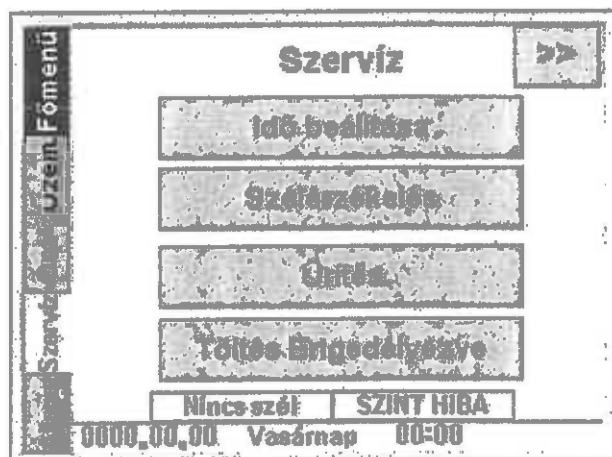 Főmenü
Üzem
Szervíz
Szervíz
>>
Idő beállítása
Szélérzékelés
Ürítés
Töltés Engedélyezve
Nincs szél
SZINT HIBA
0000.00.00 Vasárnap 00:00